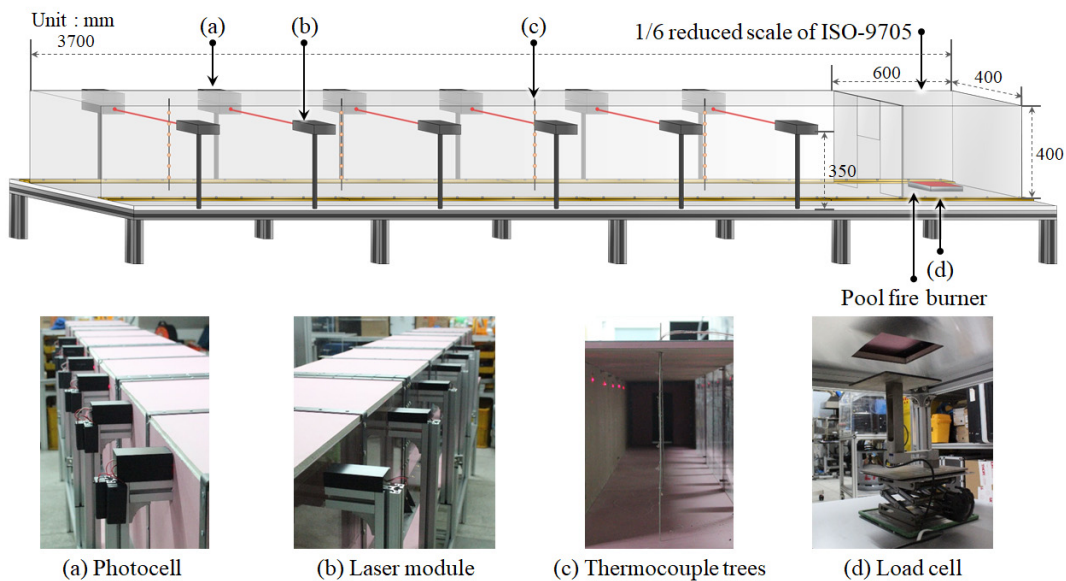 Unit : mm
(a)
(b)
(c)
1/6 reduced scale of ISO-9705
3700
600
400
400
350
(d)
Pool fire burner
(a) Photocell
(b) Laser module
(c) Thermocouple trees
(d) Load cell